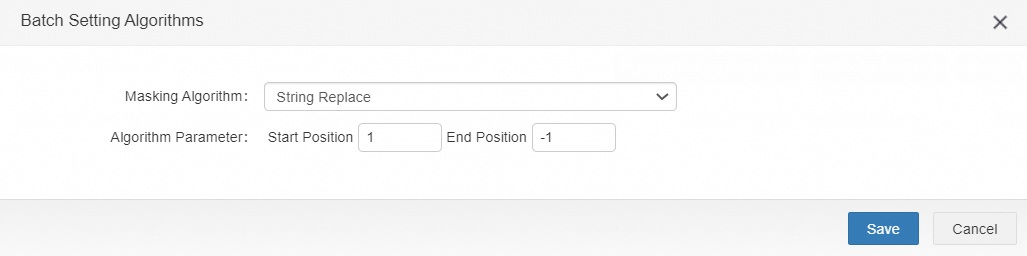 Batch Setting Algorithms
Masking Algorithm: String Replace
Algorithm Parameter: Start Position 1 End Position -1
Save Cancel